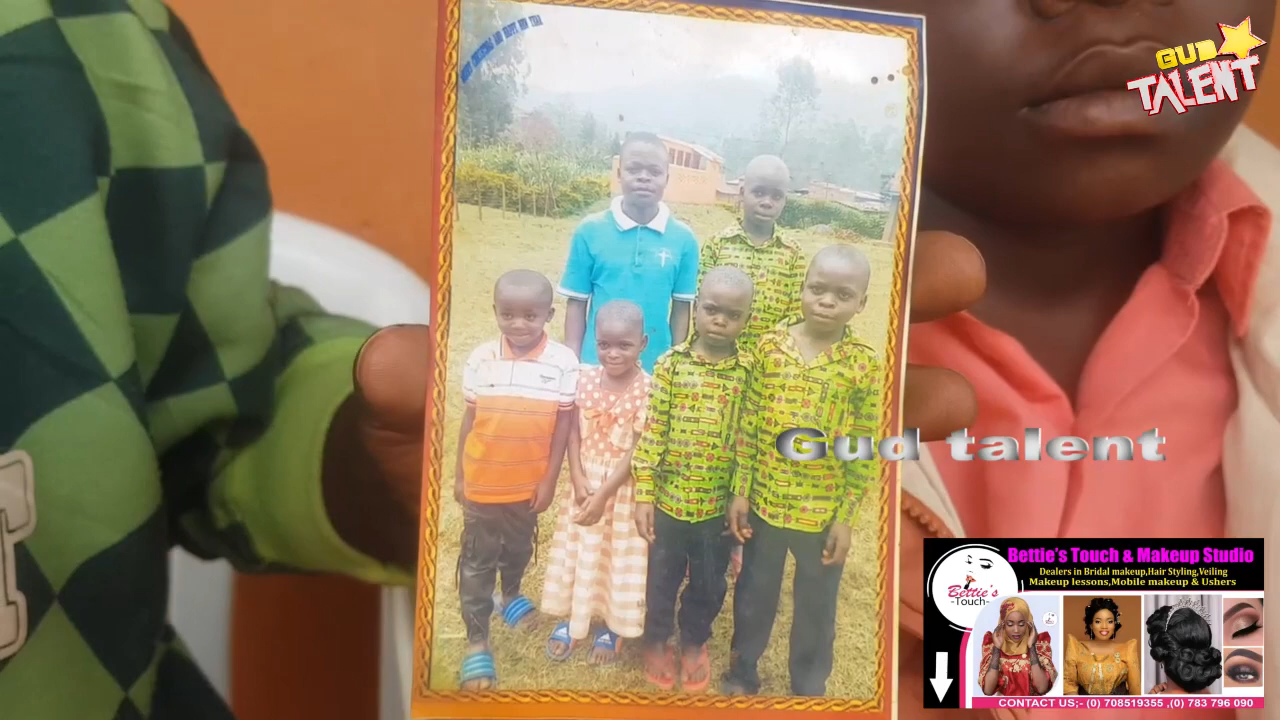 GUD
TALENT
Gud talent
Bettie's Touch & Makeup Studio
Dealers in Bridal makeup,Hair Styling,Veiling
Makeup lessons,Mobile makeup & Ushers
Bettie's
-Touch-
CONTACT US;- (0) 708519355 ,(0) 783 796 090